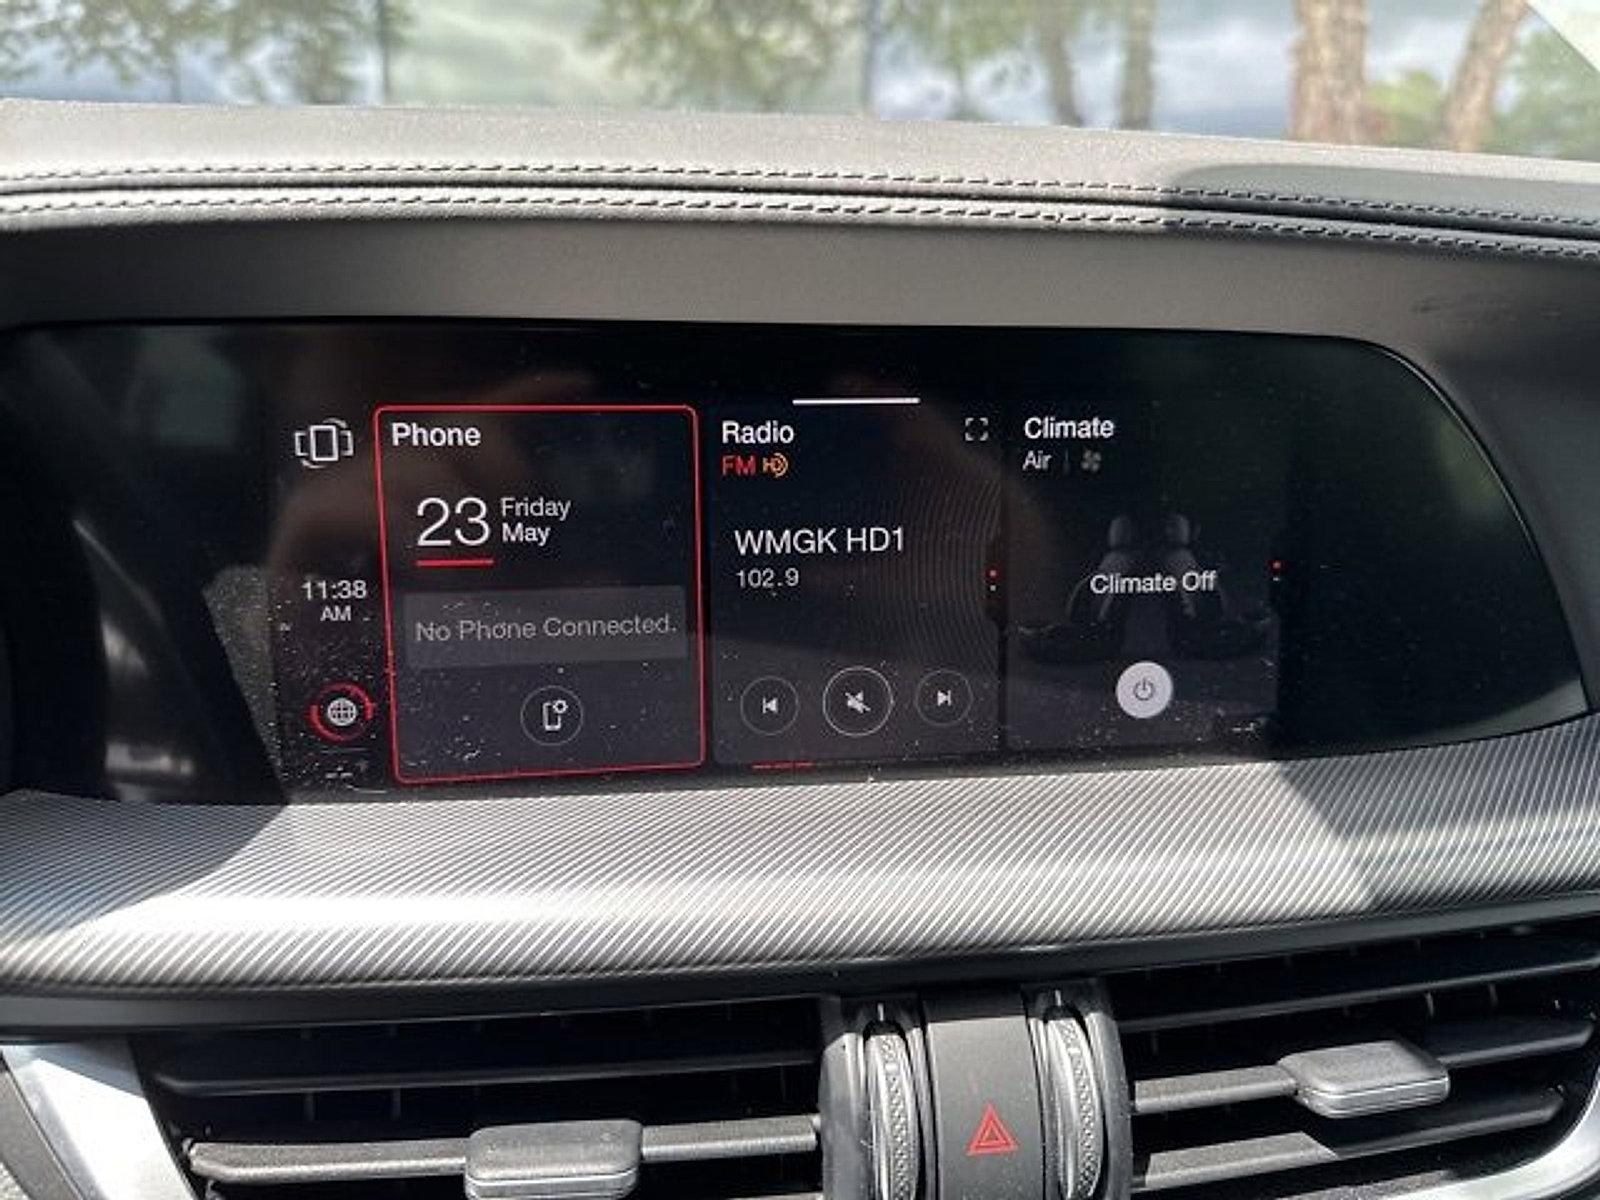 Phone
23
Friday
May
11:38
AM
No Phone Connected.
Radio
FM HD
WMGK HD1
102.9
Climate
Air
Climate Off